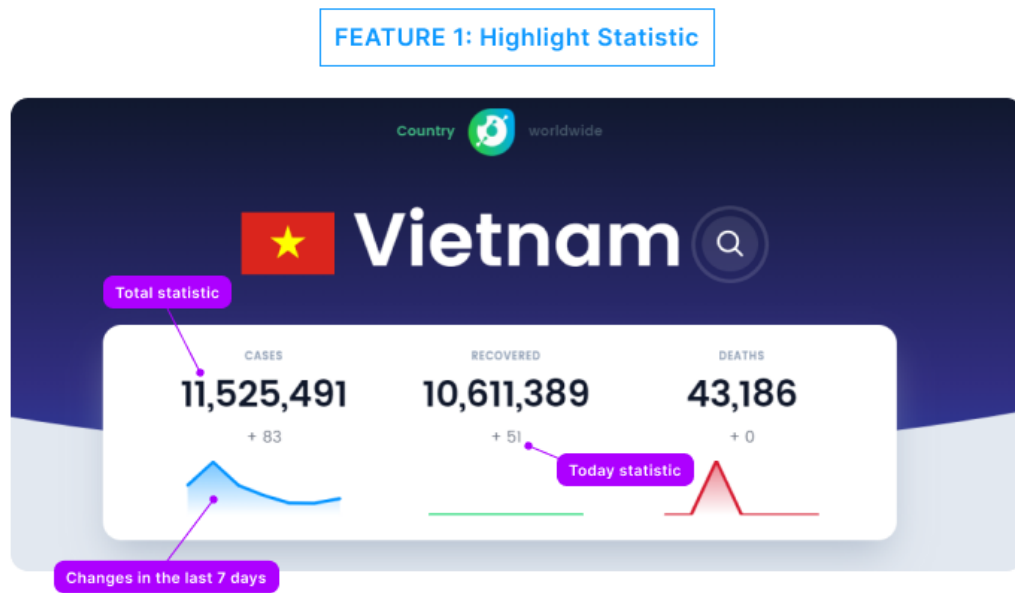 FEATURE 1: Highlight Statistic
Country worldwide
Vietnam
Total statistic
CASES RECOVERED DEATHS
11,525,491 10,611,389 43,186
+ 83 + 51 + 0
Today statistic
Changes in the last 7 days